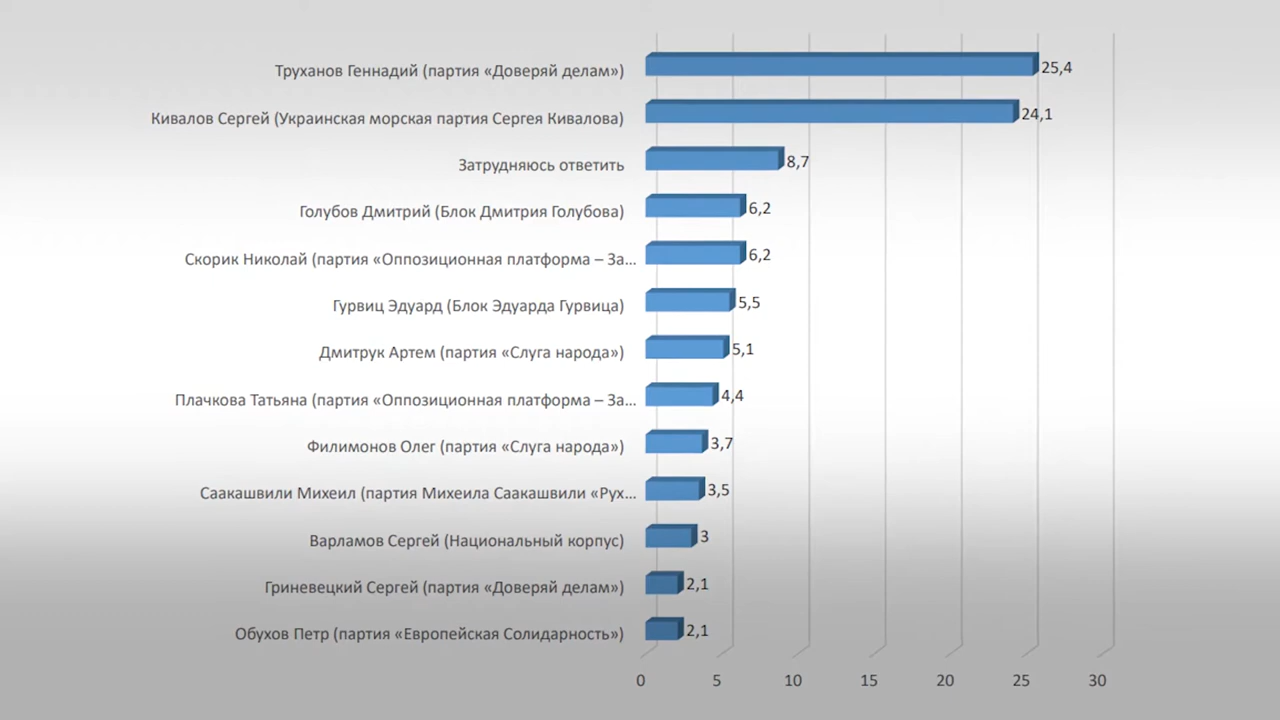 Труханов Геннадий (партия «Доверяй делам») 25,4
Кивалов Сергей (Украинская морская партия Сергея Кивалова) 24,1
Затрудняюсь ответить 8,7
Голубов Дмитрий (Блок Дмитрия Голубова) 6,2
Скорик Николай (партия «Оппозиционная платформа – За... 6,2
Гурвиц Эдуард (Блок Эдуарда Гурвица) 5,5
Дмитрук Артем (партия «Слуга народа») 5,1
Плачкова Татьяна (партия «Оппозиционная платформа – За... 4,4
Филимонов Олег (партия «Слуга народа») 3,7
Саакашвили Михеил (партия Михеила Саакашвили «Рух... 3,5
Варламов Сергей (Национальный корпус) 3
Гриневецкий Сергей (партия «Доверяй делам») 2,1
Обухов Петр (партия «Европейская Солидарность») 2,1
0 5 10 15 20 25 30